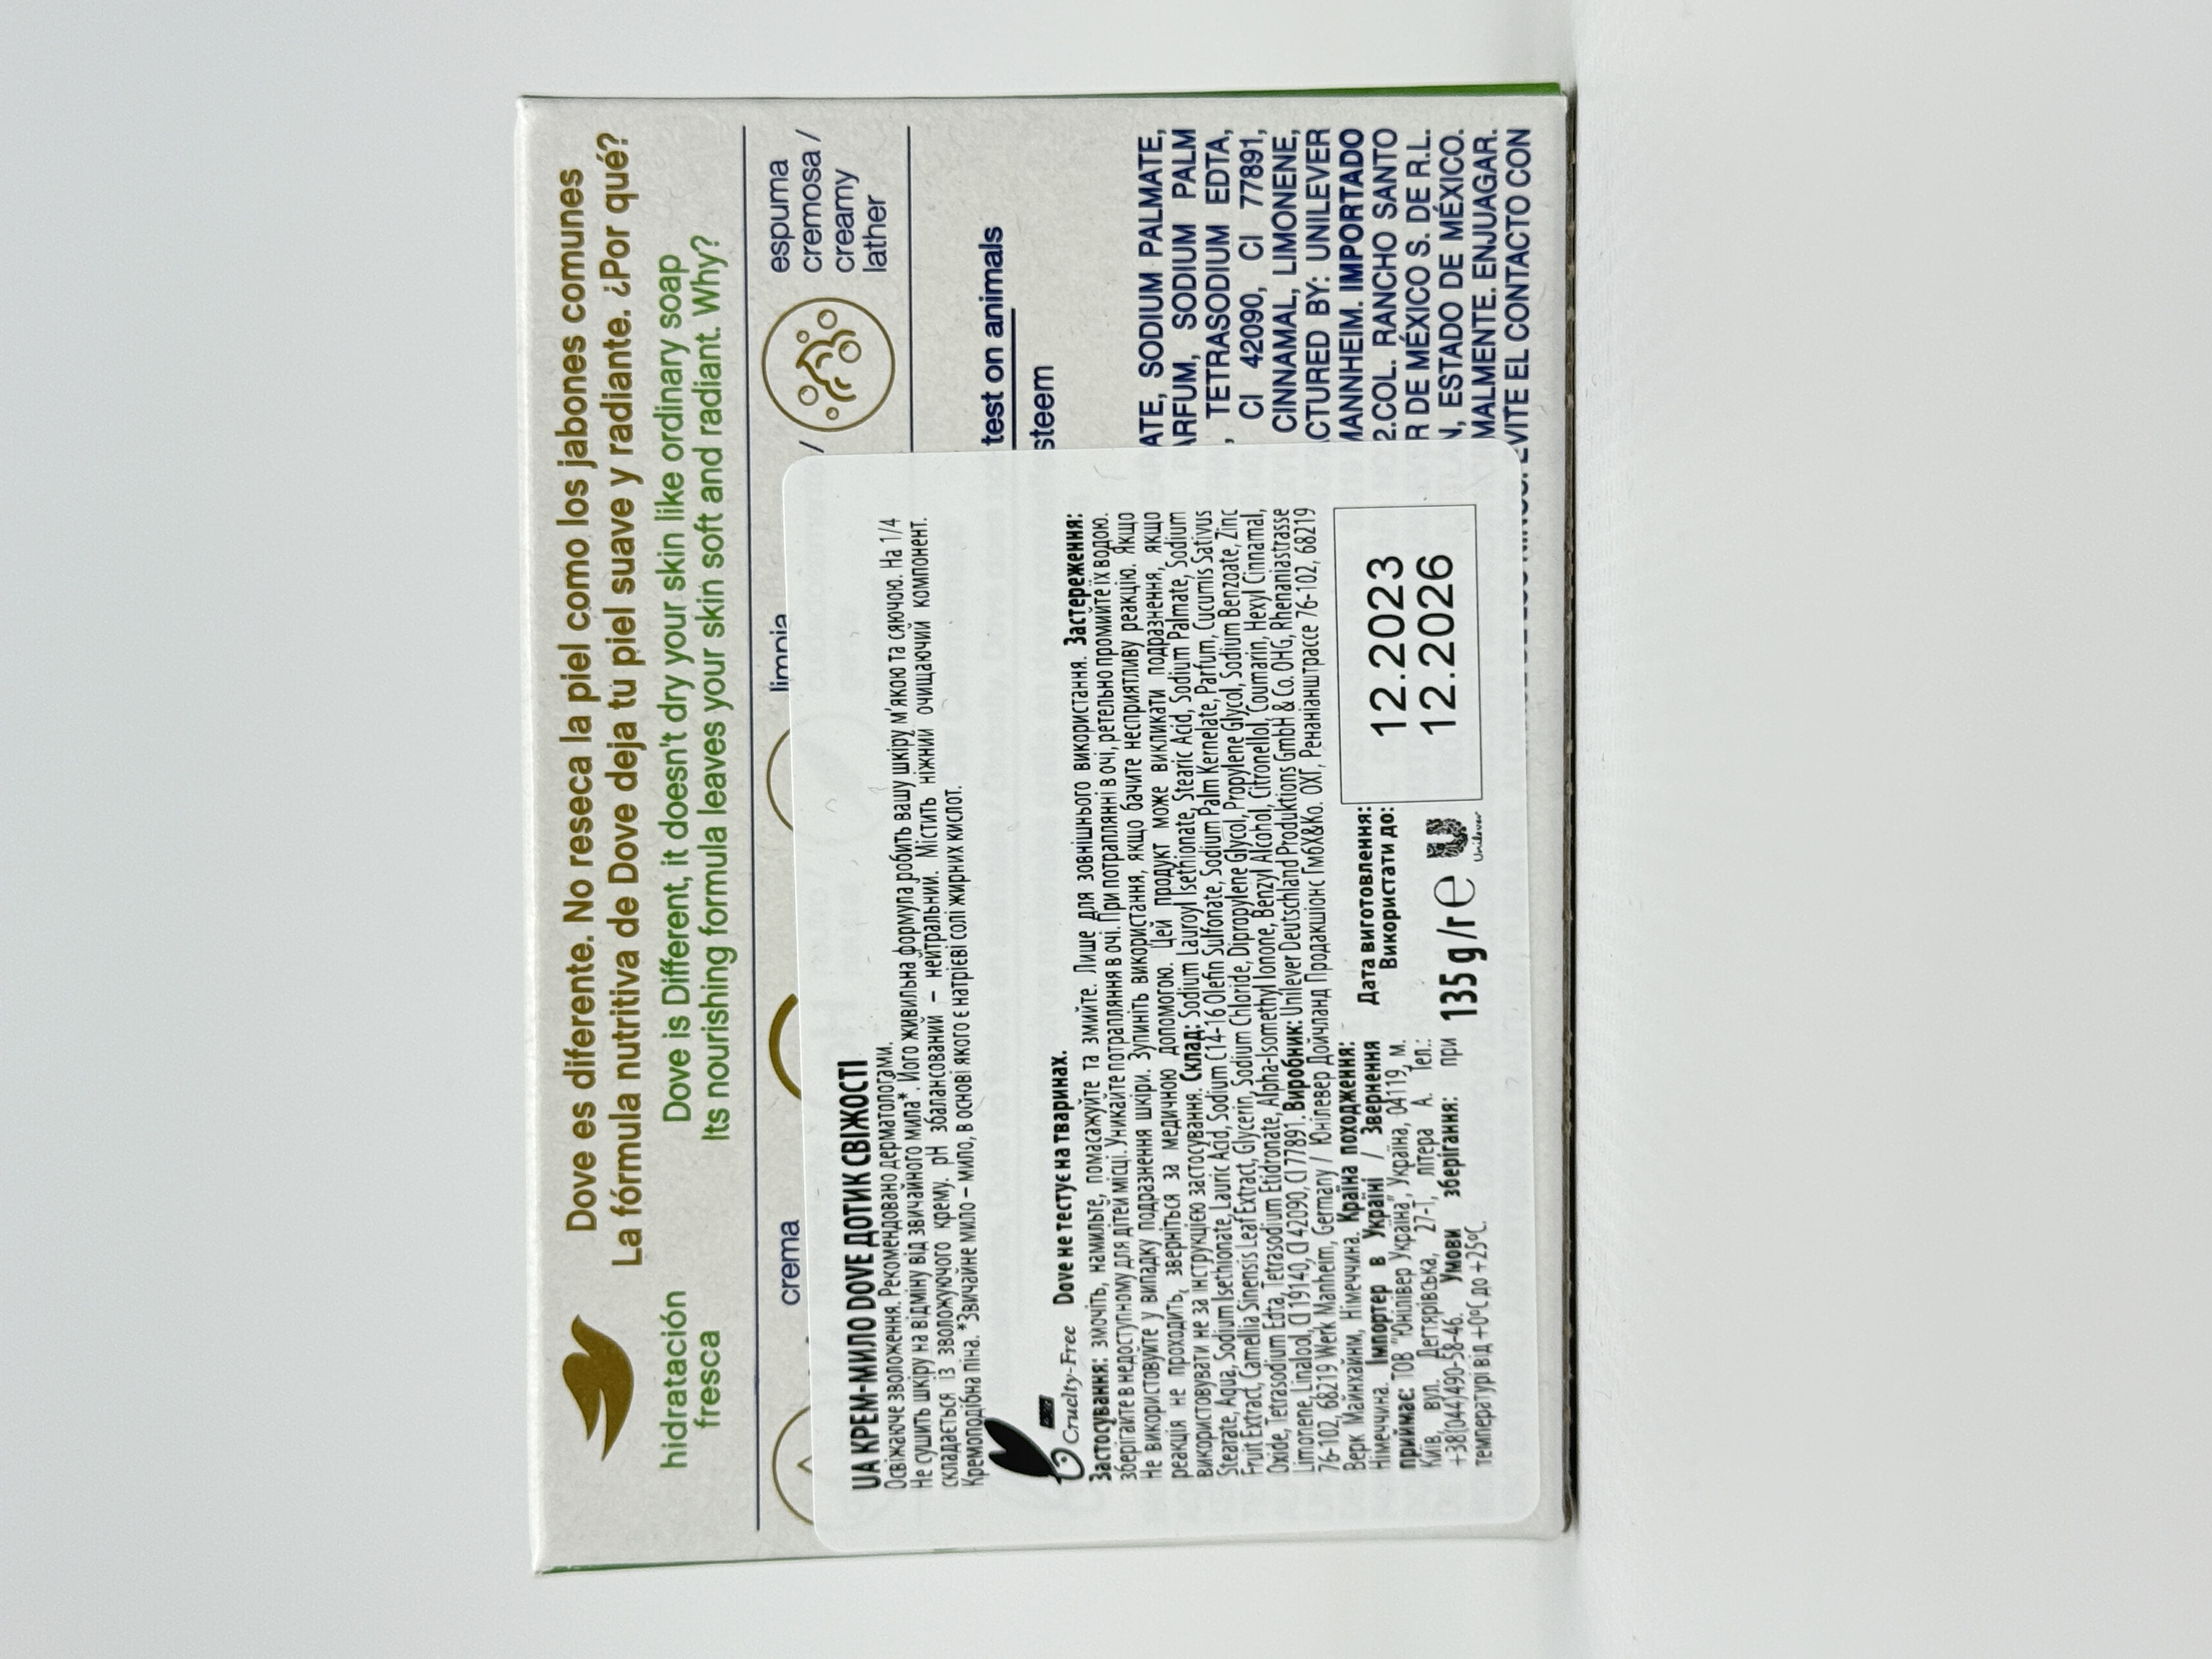 Dove es diferente. No reseca la piel como los jabones comunes
La fórmula nutritiva de Dove deja tu piel suave y radiante. ¿Por qué?
hidratación
fresca
Dove is Different, it doesn't dry your skin like ordinary soap
Its nourishing formula leaves your skin soft and radiant. Why?
crema
limpia
/
espuma
cremosa /
creamy
lather
test on animals
steem
ATE, SODIUM PALMATE,
ARFUM, SODIUM PALM
, TETRASODIUM EDTA,
CI 42090, CI 77891,
CINNAMAL, LIMONENE,
CTURED BY: UNILEVER
MANNHEIM. IMPORTADO
2.COL. RANCHO SANTO
R DE MÉXICO S. DE R.L.
N, ESTADO DE MÉXICO.
MALMENTE. ENJUAGAR.
EVITE EL CONTACTO CON
UA КРЕМ-МИЛО DOVE ДОТИК СВІЖОСТІ
Освіжаюче зволоження. Рекомендовано дерматологами.
Не сушить шкіру на відміну від звичайного мила*. Його живильна формула робить вашу шкіру м'якою та сяючою. На 1/4
складається із зволожуючого крему. pH збалансований – нейтральний. Містить ніжний очищаючий компонент.
Кремоподібна піна. *Звичайне мило – мило, в основі якого є натрієві солі жирних кислот.
Cruelty-Free Dove не тестує на тваринах.
Застосування: змочіть, намильте, помасажуйте та змийте. Лише для зовнішнього використання. Застереження:
зберігайте в недоступному для дітей місці. Уникайте потрапляння в очі. При потраплянні в очі, ретельно промийте їх водою.
Не використовуйте у випадку подразнення шкіри. Зупиніть використання, якщо бачите несприятливу реакцію. Якщо
реакція не проходить, зверніться за медичною допомогою. Цей продукт може викликати подразнення, якщо
використовувати не за інструкцією застосування. Склад: Sodium Lauroyl Isethionate, Stearic Acid, Sodium Palmate, Sodium
Stearate, Aqua, Sodium Isethionate, Lauric Acid, Sodium C14-16 Olefin Sulfonate, Sodium Palm Kernelate, Parfum, Cucumis Sativus
Fruit Extract, Camellia Sinensis Leaf Extract, Glycerin, Sodium Chloride, Dipropylene Glycol, Propylene Glycol, Sodium Benzoate, Zinc
Oxide, Tetrasodium Edta, Tetrasodium Etidronate, Alpha-Isomethyl Ionone, Benzyl Alcohol, Citronellol, Coumarin, Hexyl Cinnamal,
Limonene, Linalool, CI 19140, CI 42090, CI 77891. Виробник: Unilever Deutschland Produktions GmbH & Co. OHG, Rhenaniastrasse
76-102, 68219 Werk Manheim, Germany / Юнілевер Дойчланд Продакшіонс ГмбХ&Ко. ОХГ, Ренаніанштрассе 76-102, 68219
Верк Майнхайнм, Німеччина. Країна походження:
Німеччина. Імпортер в Україні / Звернення
приймає: ТОВ "Юнілівер Україна", Україна, 04119, м.
Київ, вул. Дегтярівська, 27-Т, літера А. Тел.:
+38(044)490-58-46. Умови зберігання: при
температурі від +0°C до +25°C.
Дата виготовлення:
Використати до:
12.2023
12.2026
135 g/г e
Unilever